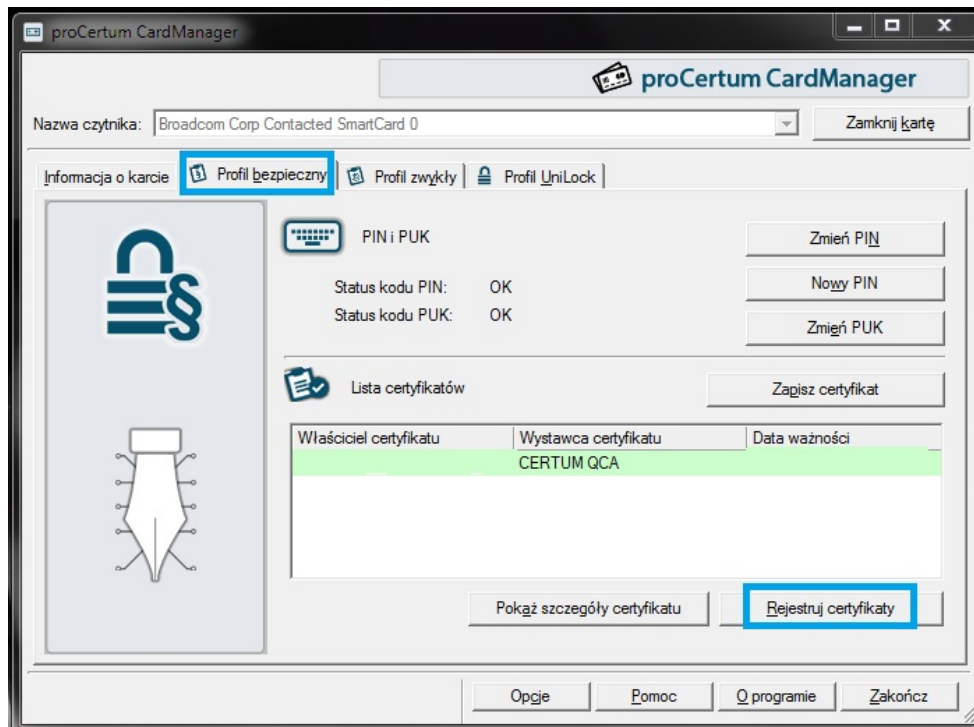 proCertum CardManager
proCertum CardManager
Nazwa czytnika: Broadcom Corp Contacted SmartCard 0 Zamknij kartę
Informacja o karcie Profil bezpieczny Profil zwykły Profil UniLock
PIN i PUK Zmień PIN
Status kodu PIN: OK Nowy PIN
Status kodu PUK: OK Zmień PUK
Lista certyfikatów Zapisz certyfikat
Właściciel certyfikatu Wystawca certyfikatu Data ważności
CERTUM QCA
Pokaż szczegóły certyfikatu Rejestruj certyfikaty
Opcje Pomoc O programie Zakończ